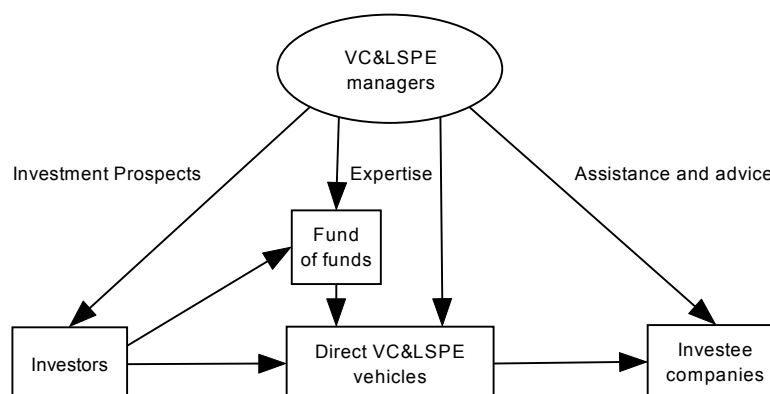 VC&LSPE
managers
Investment Prospects
Expertise
Assistance and advice
Fund
of funds
Investors
Direct VC&LSPE
vehicles
Investee
companies